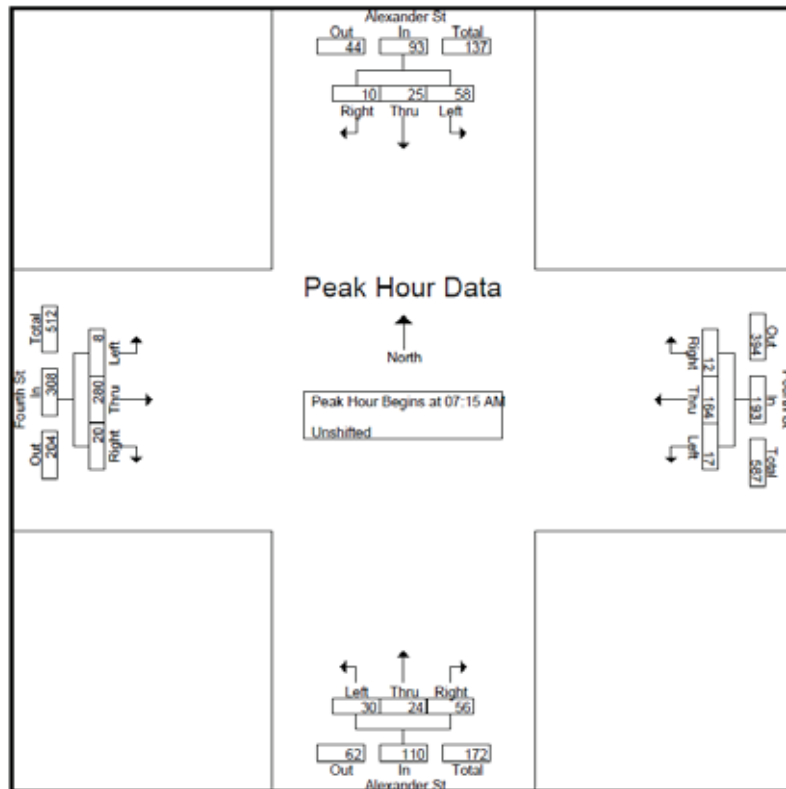 Alexander St
Out In Total
44 93 137
10 25 58
Right Thru Left
Peak Hour Data
North
Peak Hour Begins at 07:15 AM
Unshifted
Fourth St
Out In Total
204 308 512
20 280 8
Right Thru Left
Out In Total
394 193 587
12 164 17
Right Thru Left
Left Thru Right
30 24 56
62 110 172
Out In Total
Alexander St